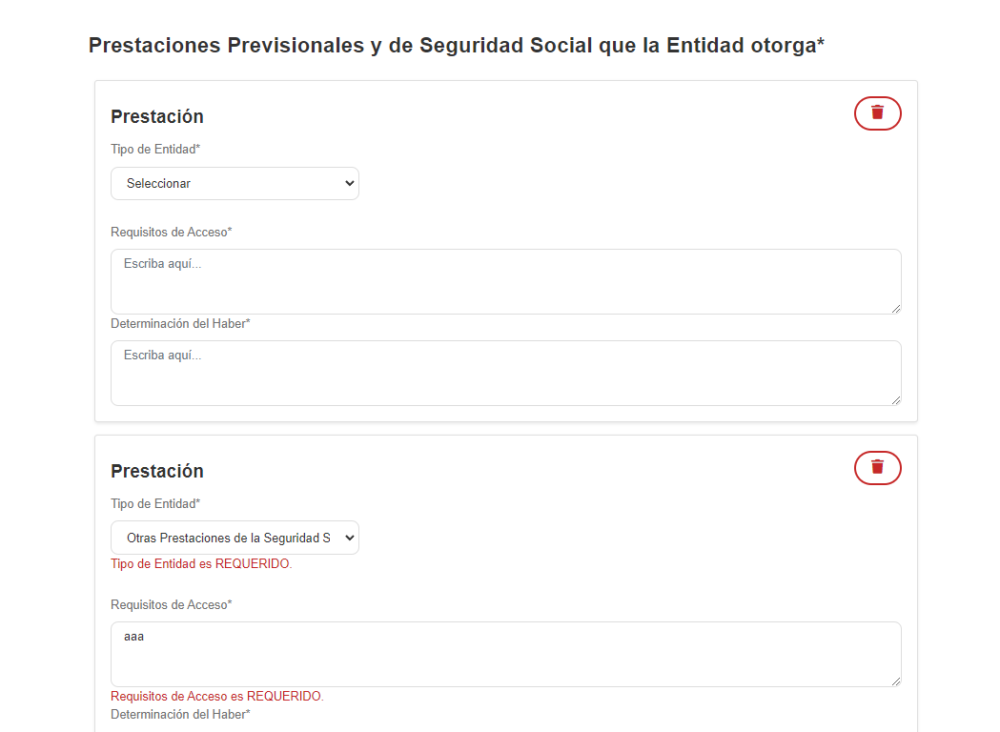 Prestaciones Previsionales y de Seguridad Social que la Entidad otorga*
Prestación
Tipo de Entidad*
Seleccionar
Requisitos de Acceso*
Escriba aquí...
Determinación del Haber*
Escriba aquí...
Prestación
Tipo de Entidad*
Otras Prestaciones de la Seguridad S
Tipo de Entidad es REQUERIDO.
Requisitos de Acceso*
aaa
Requisitos de Acceso es REQUERIDO.
Determinación del Haber*